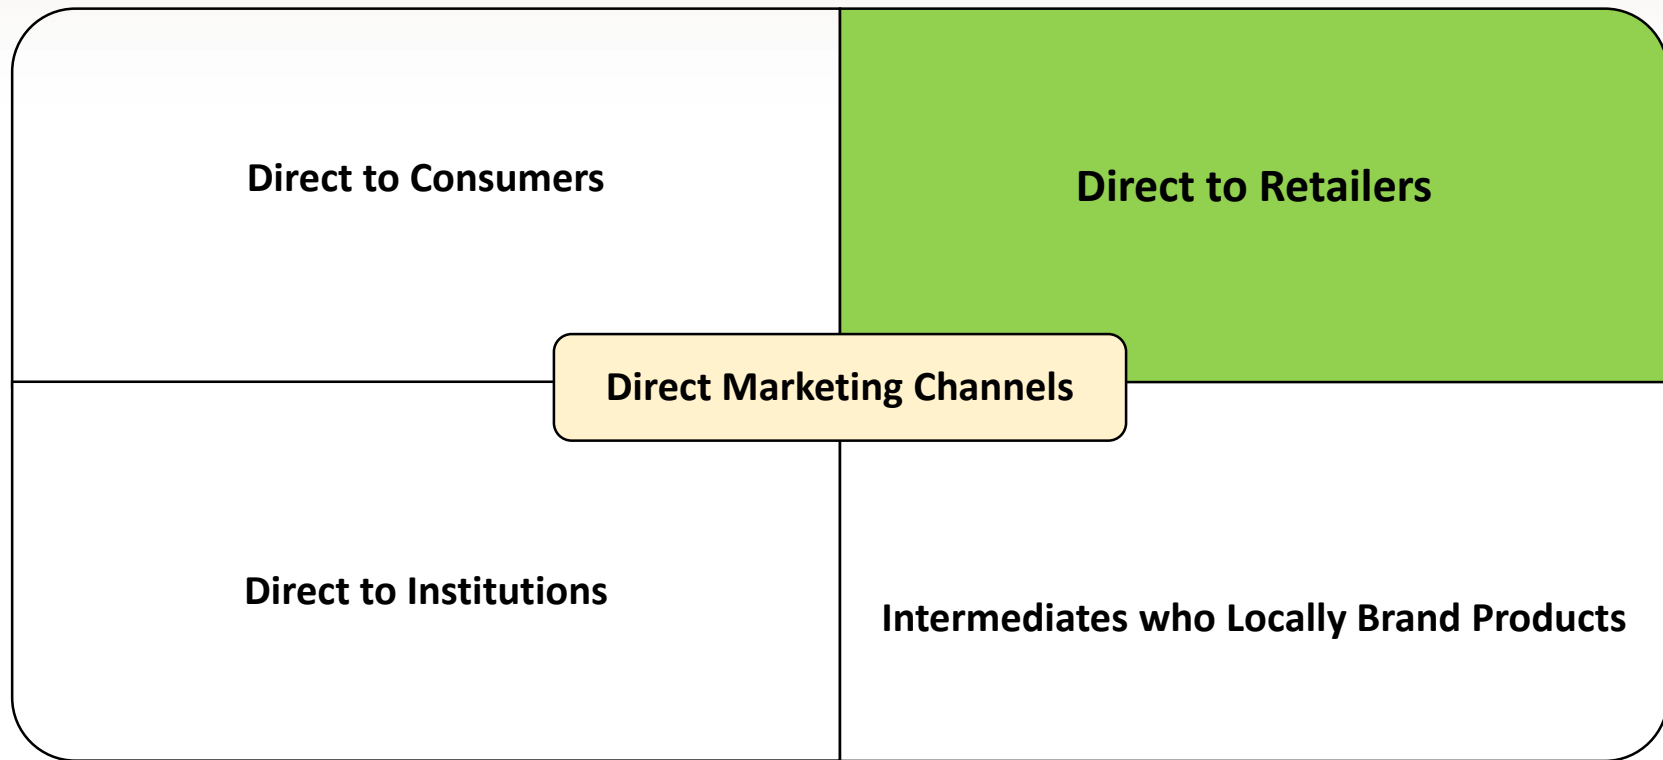 Direct to Consumers
Direct to Retailers
Direct Marketing Channels
Direct to Institutions
Intermediates who Locally Brand Products